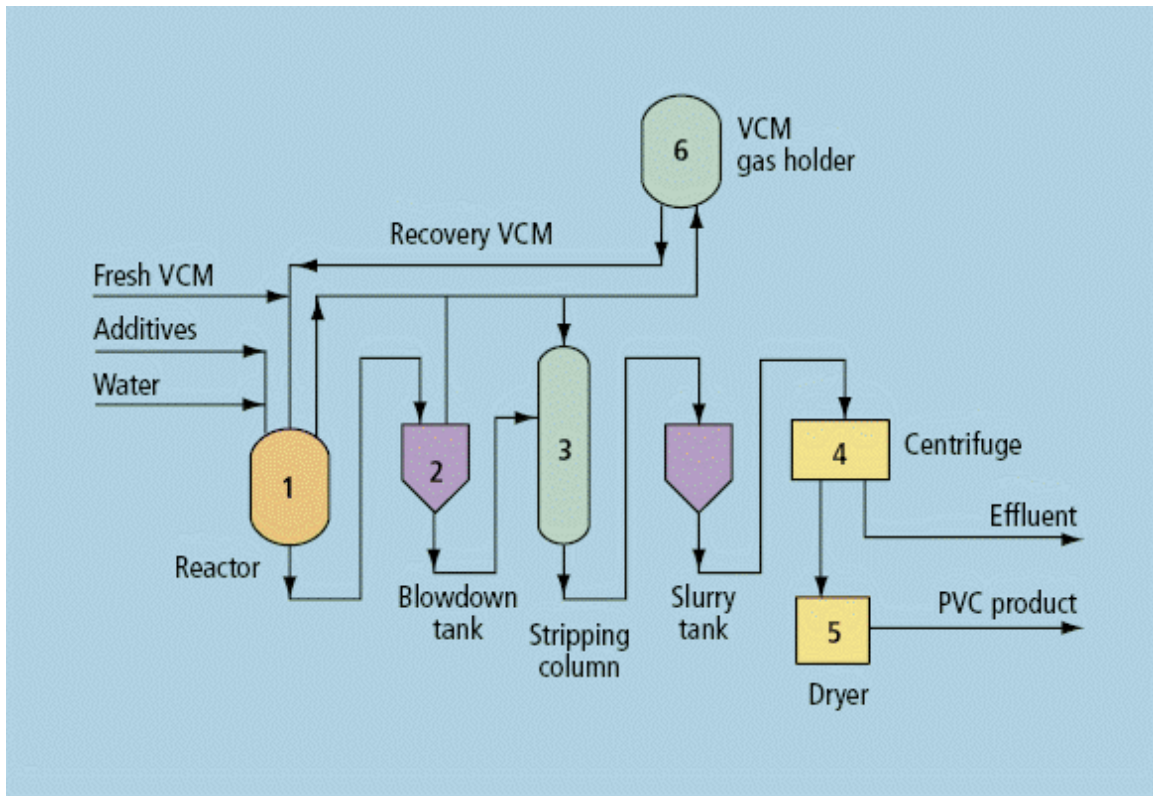 6
VCM
gas holder
Recovery VCM
Fresh VCM
Additives
Water
1
2
3
4
Centrifuge
Effluent
Reactor
Blowdown
tank
Stripping
column
Slurry
tank
5
PVC product
Dryer